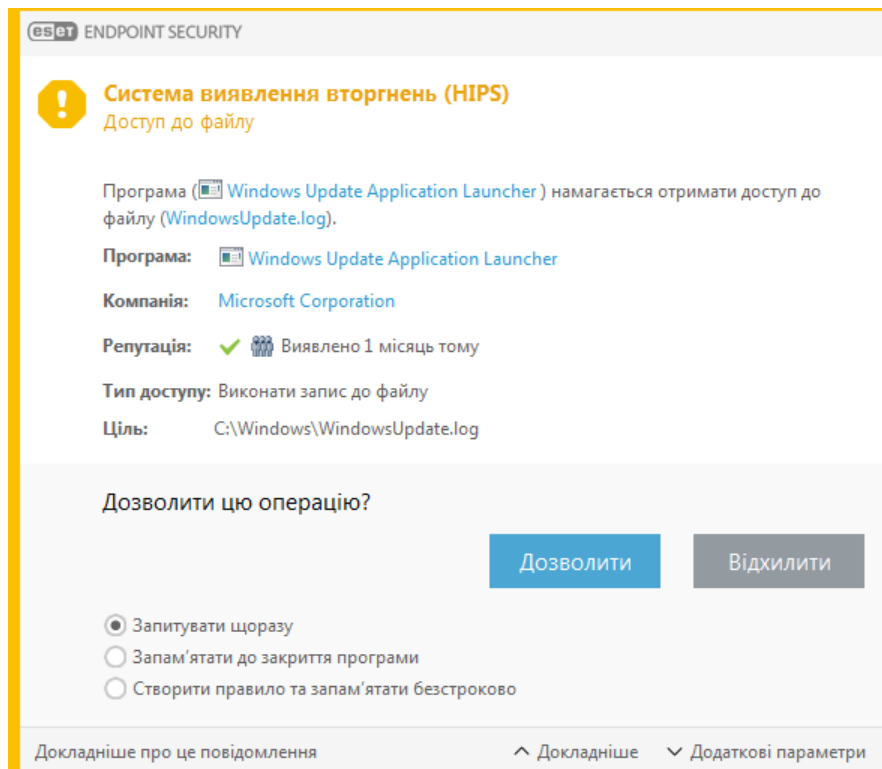 eset ENDPOINT SECURITY
Система виявлення вторгнень (HIPS)
Доступ до файлу
Програма ( Windows Update Application Launcher ) намагається отримати доступ до
файлу (WindowsUpdate.log).
Програма: Windows Update Application Launcher
Компанія: Microsoft Corporation
Репутація: Виявлено 1 місяць тому
Тип доступу: Виконати запис до файлу
Ціль: C:\Windows\WindowsUpdate.log
Дозволити цю операцію?
Дозволити Відхилити
Запитувати щоразу
Запам’ятати до закриття програми
Створити правило та запам’ятати безстроково
Докладніше про це повідомлення Докладніше Додаткові параметри